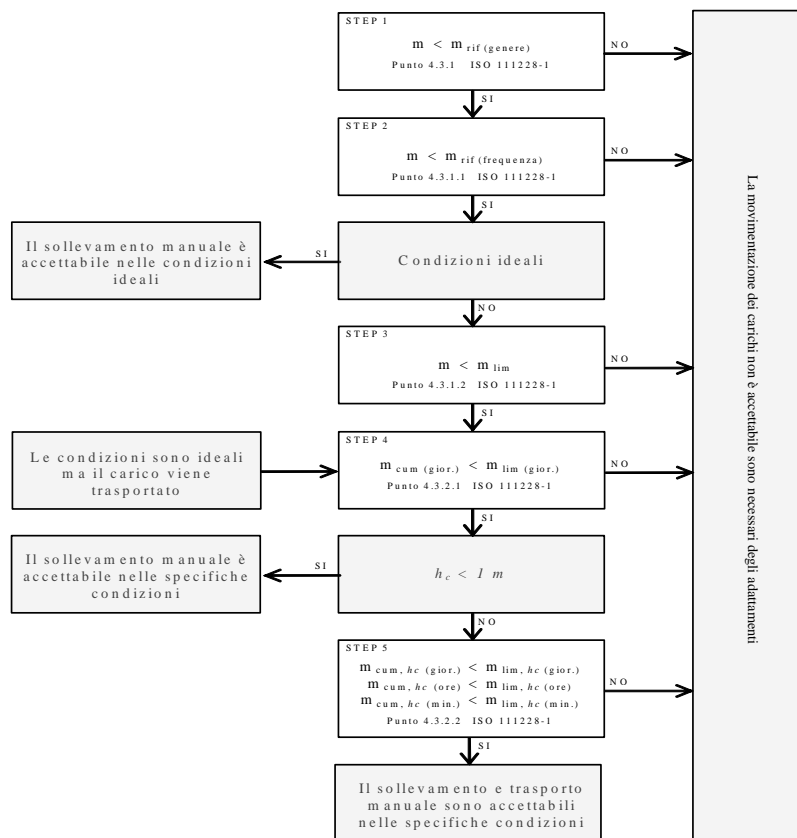 STEP 1
m < m rif (genere)
Punto 4.3.1 ISO 111228-1
NO
SI
STEP 2
m < m rif (frequenza)
Punto 4.3.1.1 ISO 111228-1
NO
SI
Il sollevamento manuale è
accettabile nelle condizioni
ideali
SI
Condizioni ideali
NO
STEP 3
m < m lim
Punto 4.3.1.2 ISO 111228-1
NO
SI
Le condizioni sono ideali
ma il carico viene
trasportato
STEP 4
m cum (gior.) < m lim (gior.)
Punto 4.3.2.1 ISO 111228-1
NO
SI
Il sollevamento manuale è
accettabile nelle specifiche
condizioni
SI
hc < 1 m
NO
STEP 5
m cum, hc (gior.) < m lim, hc (gior.)
m cum, hc (ore) < m lim, hc (ore)
m cum, hc (min.) < m lim, hc (min.)
Punto 4.3.2.2 ISO 111228-1
NO
SI
Il sollevamento e trasporto
manuale sono accettabili
nelle specifiche condizioni
La movimentazione dei carichi non è accettabile sono necessari degli adattamenti